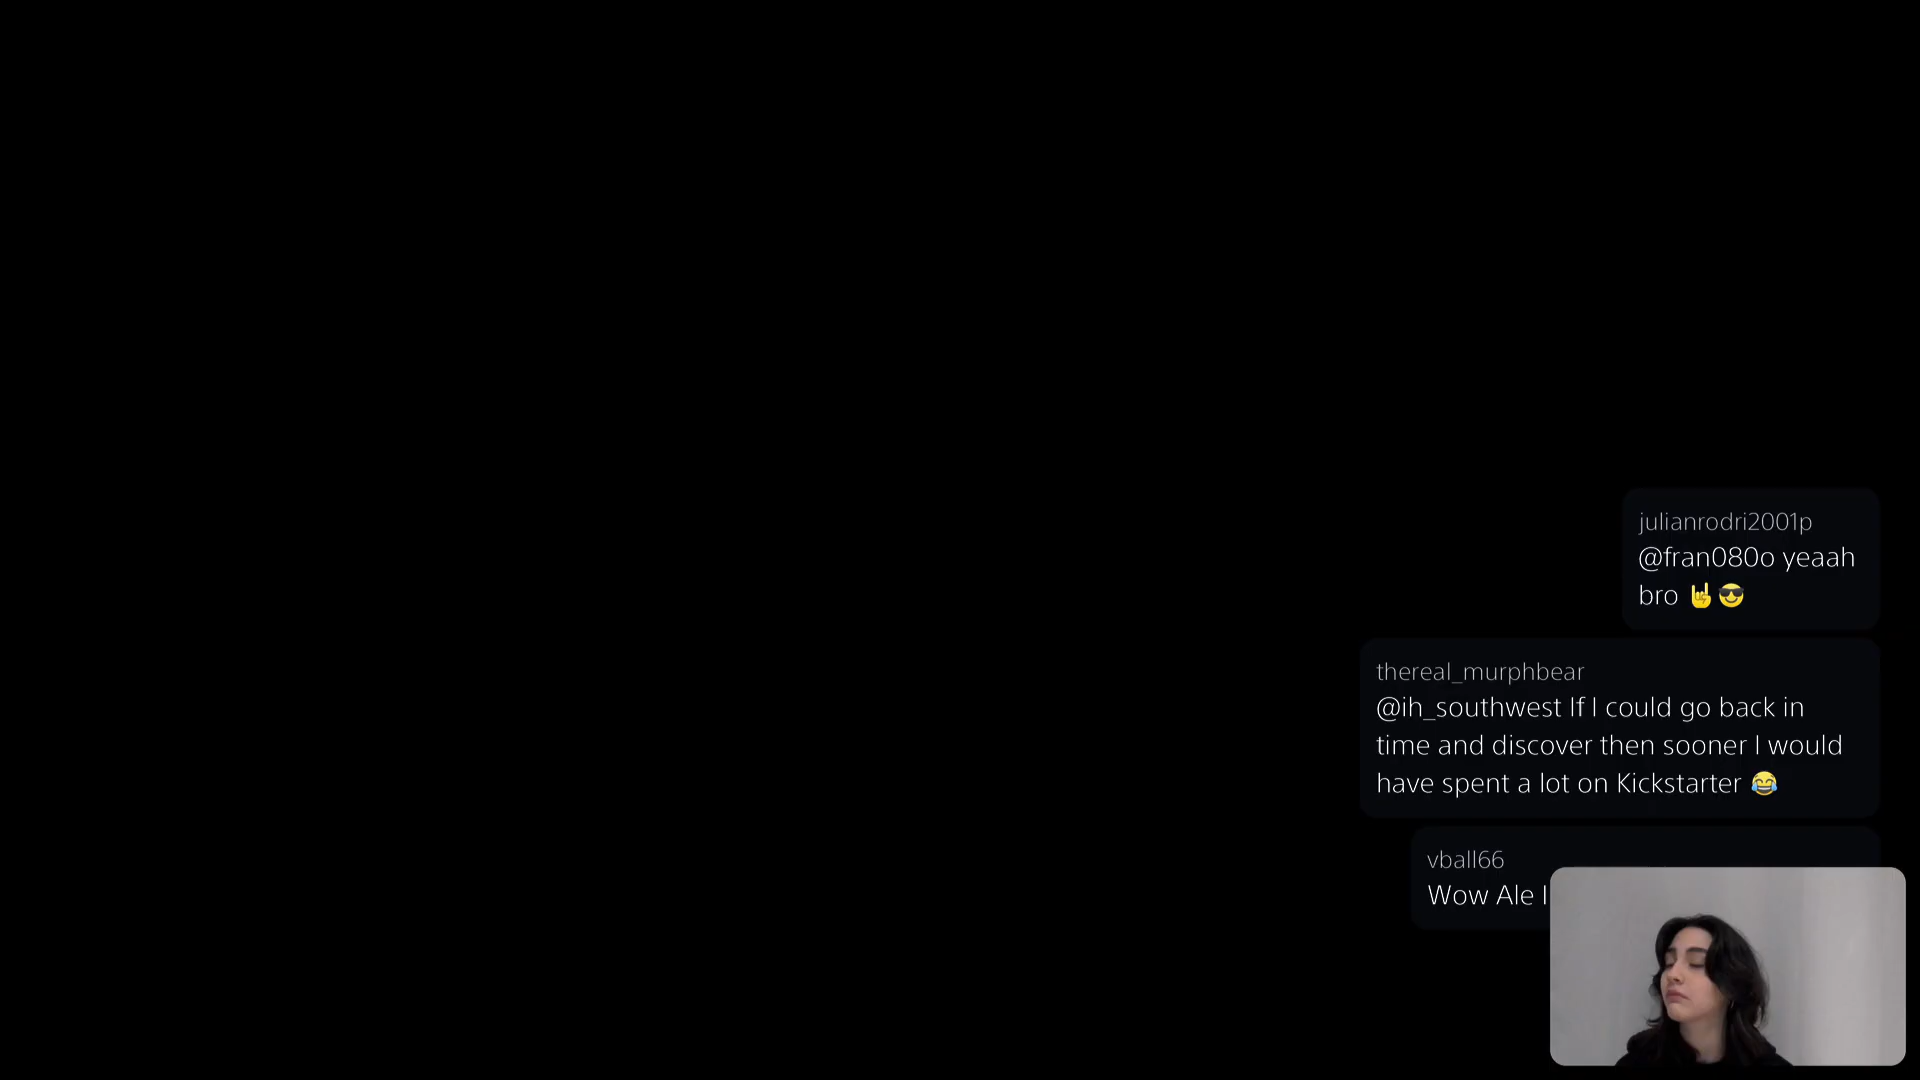 julianrodri2001p
@fran080o yeaah
bro 🤘😎
thereal_murphbear
@ih_southwest If I could go back in
time and discover then sooner I would
have spent a lot on Kickstarter 😂
vball66
Wow Ale